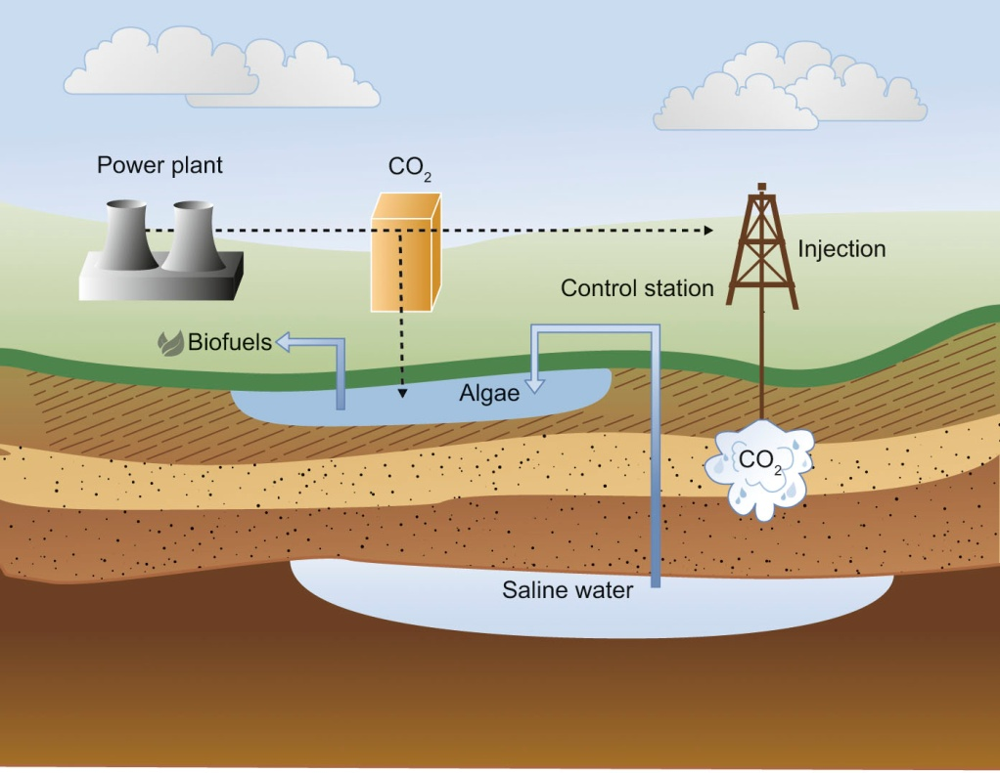 Power plant
CO₂
Injection
Control station
Biofuels
Algae
CO₂
Saline water